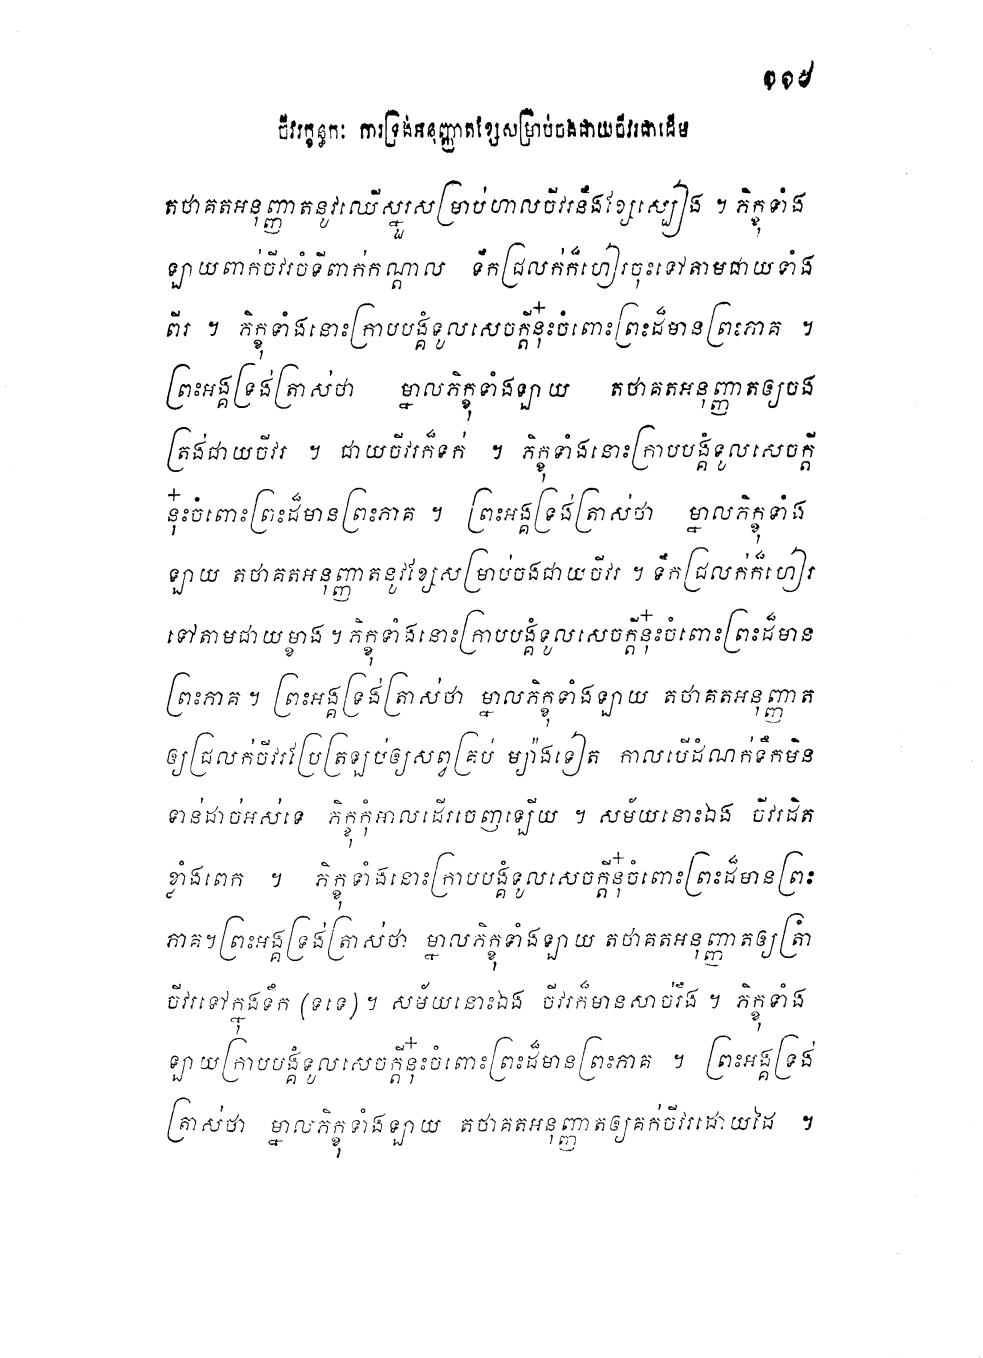 ១១៧
ចីវរក្ខន្ធកៈ ការទ្រង់អនុញ្ញាតខ្សែសម្រាប់ចងជាយចីវរជាដើម
តថាគតអនុញ្ញាតនូវឈើស្នួរសម្រាប់ហាលចីវរនឹងខ្សែស្បៀង ។ ភិក្ខុទាំង
ឡាយពាក់ចីវរចំទីពាក់កណ្តាល ទឹកជ្រលក់ក៏ហៀរចុះទៅតាមជាយទាំង
ពីរ ។ ភិក្ខុទាំងនោះក្រាបបង្គំទូលសេចក្តីនុ៎ះចំពោះព្រះដ៏មានព្រះភាគ ។
ព្រះអង្គទ្រង់ត្រាស់ថា ម្នាលភិក្ខុទាំងឡាយ តថាគតអនុញ្ញាតឲ្យចង
ត្រង់ជាយចីវរ ។ ជាយចីវរក៏ទក់ ។ ភិក្ខុទាំងនោះក្រាបបង្គំទូលសេចក្តី
នុ៎ះចំពោះព្រះដ៏មានព្រះភាគ ។ ព្រះអង្គទ្រង់ត្រាស់ថា ម្នាលភិក្ខុទាំង
ឡាយ តថាគតអនុញ្ញាតនូវខ្សែសម្រាប់ចងជាយចីវរ ។ ទឹកជ្រលក់ក៏ហៀរ
ទៅតាមជាយម្ខាង ។ ភិក្ខុទាំងនោះក្រាបបង្គំទូលសេចក្តីនុ៎ះចំពោះព្រះដ៏មាន
ព្រះភាគ ។ ព្រះអង្គទ្រង់ត្រាស់ថា ម្នាលភិក្ខុទាំងឡាយ តថាគតអនុញ្ញាត
ឲ្យជ្រលក់ចីវរប្រែត្រឡប់ឲ្យសព្វគ្រប់ ម្យ៉ាងទៀត កាលបើដំណក់ទឹកមិន
ទាន់ដាច់អស់ទេ ភិក្ខុកុំអាលដើរចេញឡើយ ។ សម័យនោះឯង ចីវរដិត
ខ្លាំងពេក ។ ភិក្ខុទាំងនោះក្រាបបង្គំទូលសេចក្តីនុ៎ះចំពោះព្រះដ៏មានព្រះ
ភាគ។ព្រះអង្គទ្រង់ត្រាស់ថា ម្នាលភិក្ខុទាំងឡាយ តថាគតអនុញ្ញាតឲ្យត្រាំ
ចីវរទៅក្នុងទឹក (ទទេ) ។ សម័យនោះឯង ចីវរក៏មានសាច់រឹង ។ ភិក្ខុទាំង
ឡាយក្រាបបង្គំទូលសេចក្តីនុ៎ះចំពោះព្រះដ៏មានព្រះភាគ ។ ព្រះអង្គទ្រង់
ត្រាស់ថា ម្នាលភិក្ខុទាំងឡាយ តថាគតអនុញ្ញាតឲ្យគក់ចីវរដោយដៃ ។